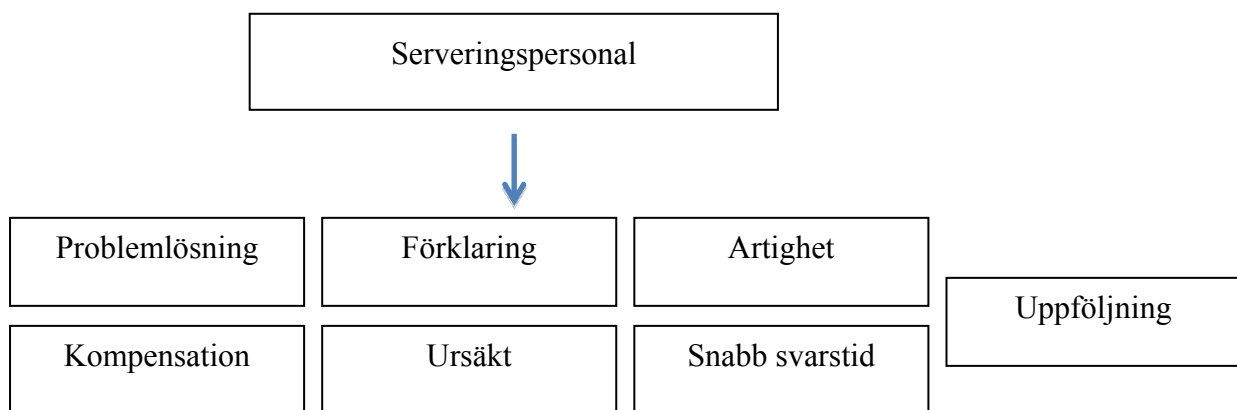 Serveringspersonal
Problemlösning
Förklaring
Artighet
Uppföljning
Kompensation
Ursäkt
Snabb svarstid